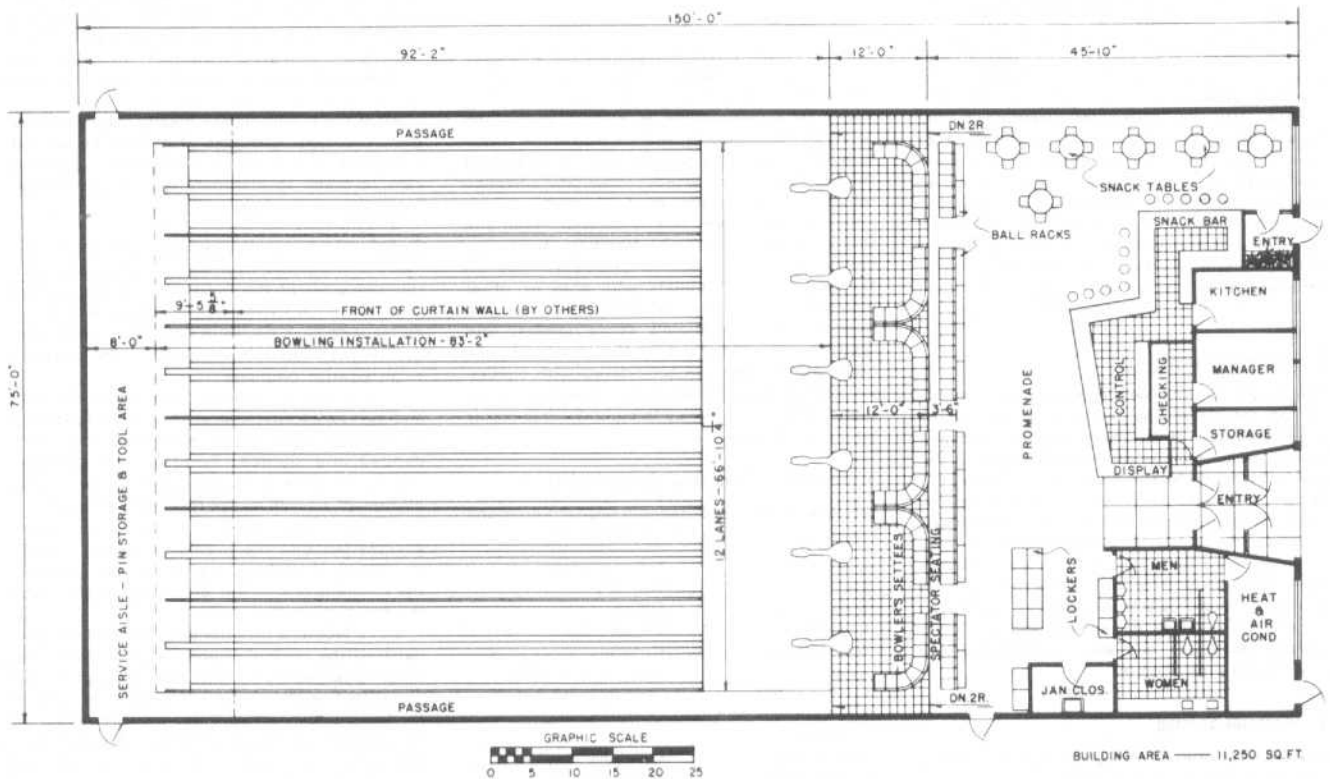 150'-0"
92'-2"
12'-0"
45'-10"
75'-0"
PASSAGE
DN. 2R.
SNACK TABLES
SNACK BAR
BALL RACKS
ENTRY
KITCHEN
9'-5 5/8"
FRONT OF CURTAIN WALL (BY OTHERS)
8'-0"
BOWLING INSTALLATION - 83'-2"
MANAGER
CONTROL
CHECKING
12'-0"
3'-6"
PROMENADE
STORAGE
DISPLAY
ENTRY
SERVICE AISLE - PIN STORAGE & TOOL AREA
12 LANES - 66'-10 1/4"
BOWLER'S SETTEES
SPECTATOR SEATING
LOCKERS
MEN
HEAT
&
AIR
COND
WOMEN
JAN CLOS.
PASSAGE
DN. 2R.
GRAPHIC SCALE
0 5 10 15 20 25
BUILDING AREA —— 11,250 SQ. FT.